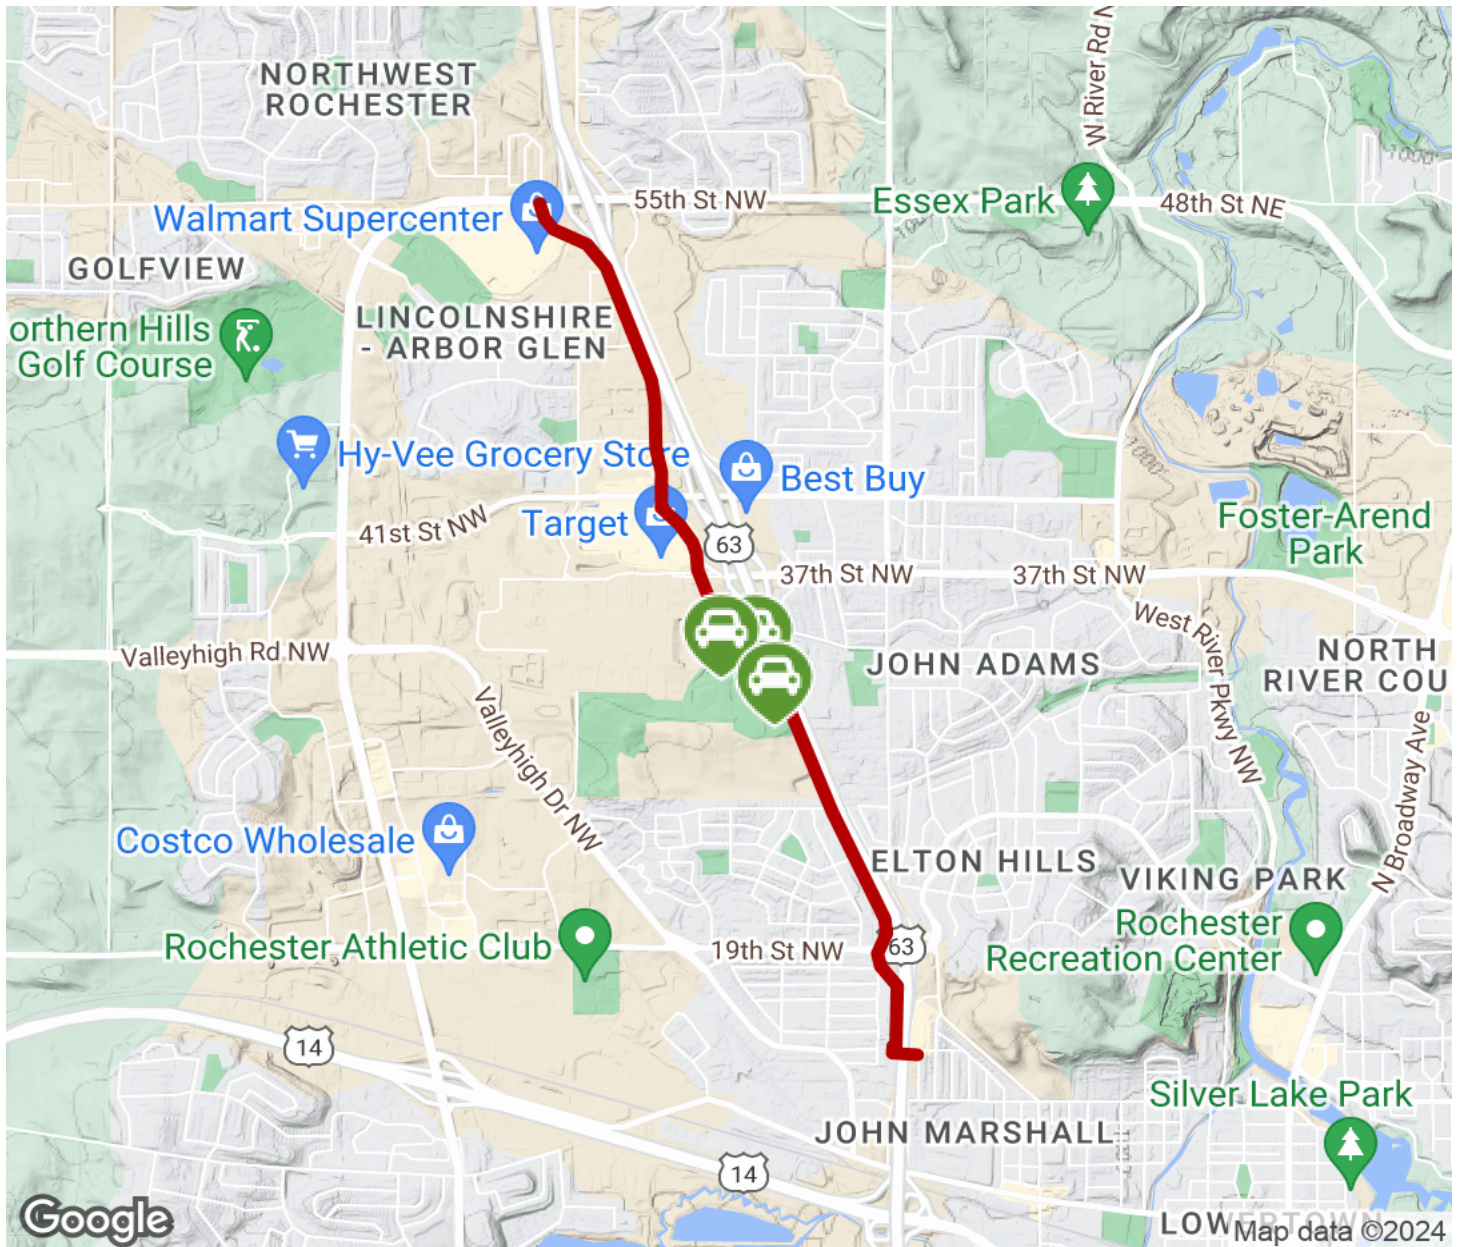 NORTHWEST
ROCHESTER
W River Rd N
Walmart Supercenter
55th St NW
Essex Park
48th St NE
1000
GOLFVIEW
LINCOLNSHIRE
- ARBOR GLEN
orthern Hills
Golf Course
Hy-Vee Grocery Store
Best Buy
1000
Target
41st St NW
63
Foster-Arend
Park
37th St NW
37th St NW
West River Pkwy NW
Valleyhigh Rd NW
JOHN ADAMS
NORTH
RIVER COU
Valleyhigh Dr NW
N Broadway Ave
Costco Wholesale
ELTON HILLS
VIKING PARK
Rochester Athletic Club
19th St NW
63
Rochester
Recreation Center
14
Silver Lake Park
JOHN MARSHALL
14
LOWERTOWN
Google
Map data ©2024